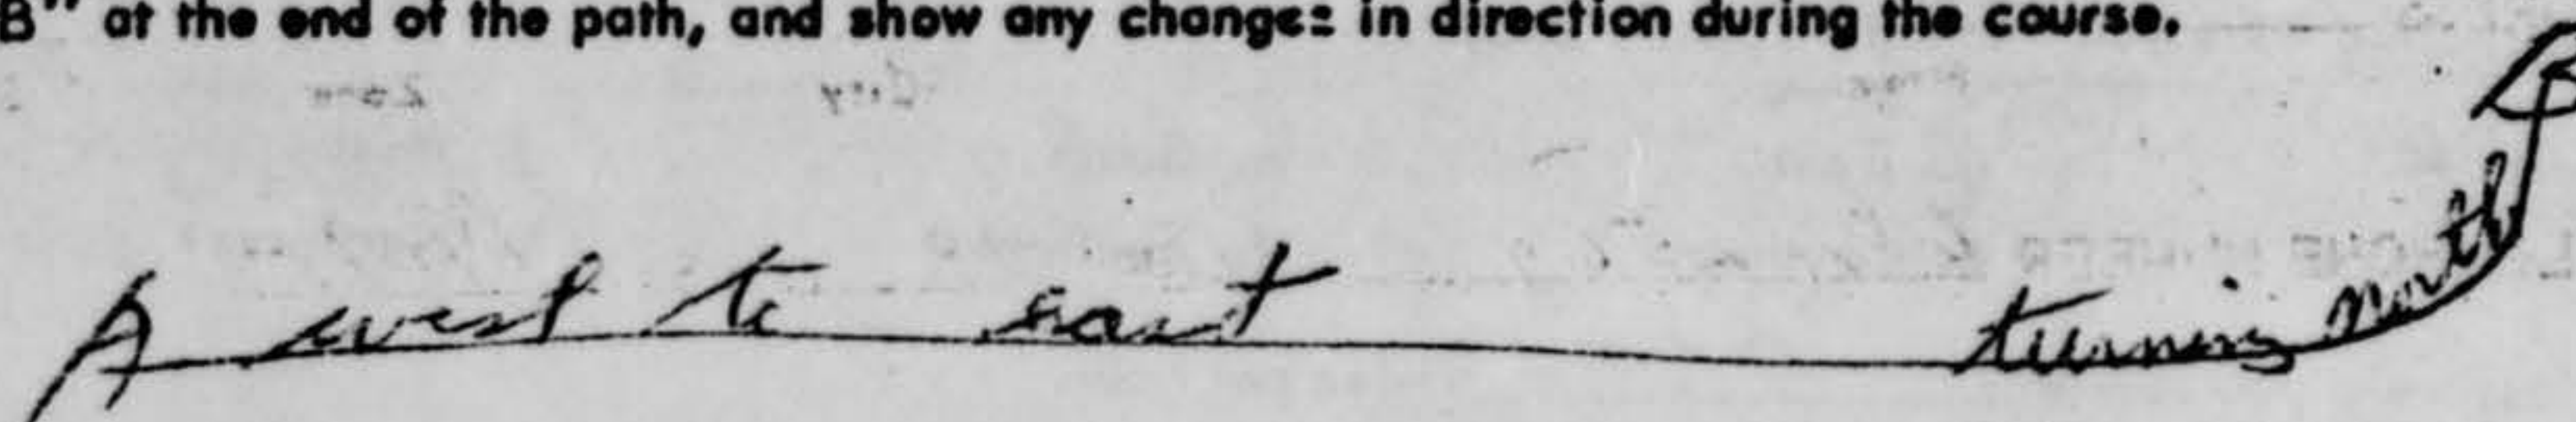 B" at the end of the path, and show any changes in direction during the course.
A west to east turning north B